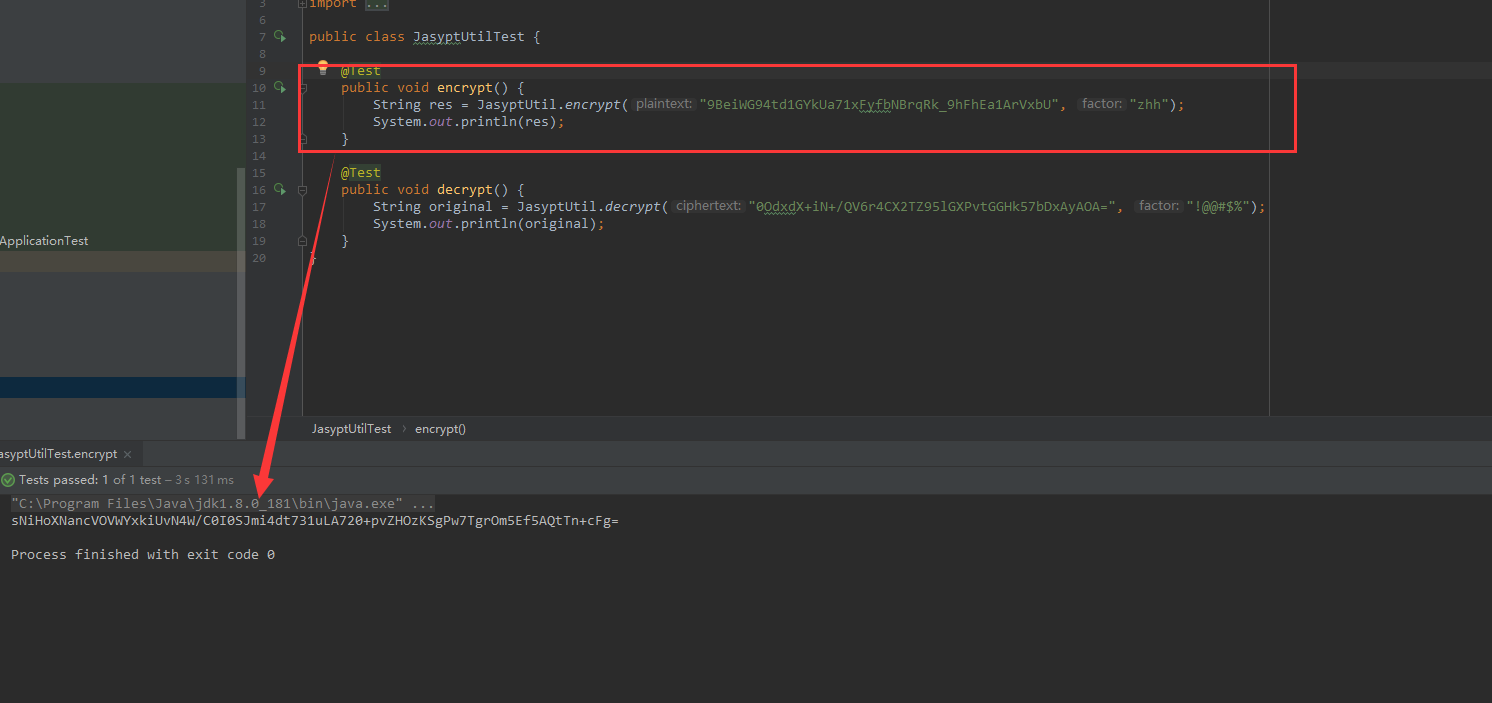 3 import ...
6
7 public class JasyptUtilTest {
8
9 @Test
10 public void encrypt() {
11 String res = JasyptUtil.encrypt( plaintext: "9BeiWG94td1GYkUa71xFyfbNBrqRk_9hFhEa1ArVxbU", factor: "zhh");
12 System.out.println(res);
13 }
14
15 @Test
16 public void decrypt() {
17 String original = JasyptUtil.decrypt( ciphertext: "0OdxdX+iN+/QV6r4CX2TZ95lGXPvtGGHk57bDxAyAOA=", factor: "!@@#$%");
18 System.out.println(original);
19 }
ApplicationTest
20 }
JasyptUtilTest › encrypt()
asyptUtilTest.encrypt ×
Tests passed: 1 of 1 test – 3 s 131 ms
"C:\Program Files\Java\jdk1.8.0_181\bin\java.exe" ...
sNiHoXNancVOVWYxkiUvN4W/C0I0SJmi4dt731uLA720+pvZHOzKSgPw7TgrOm5Ef5AQtTn+cFg=
Process finished with exit code 0